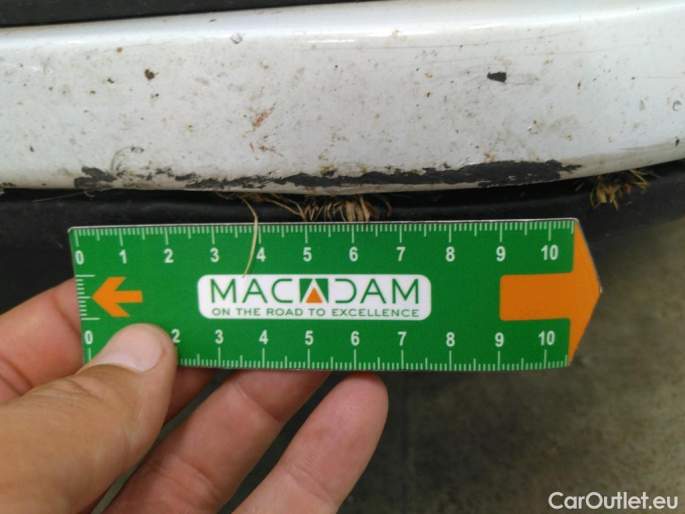 0 1 2 3 4 5 6 7 8 9 10
MACADAM
ON THE ROAD TO EXCELLENCE
0 2 3 4 5 6 7 8 9 10
CarOutlet.eu